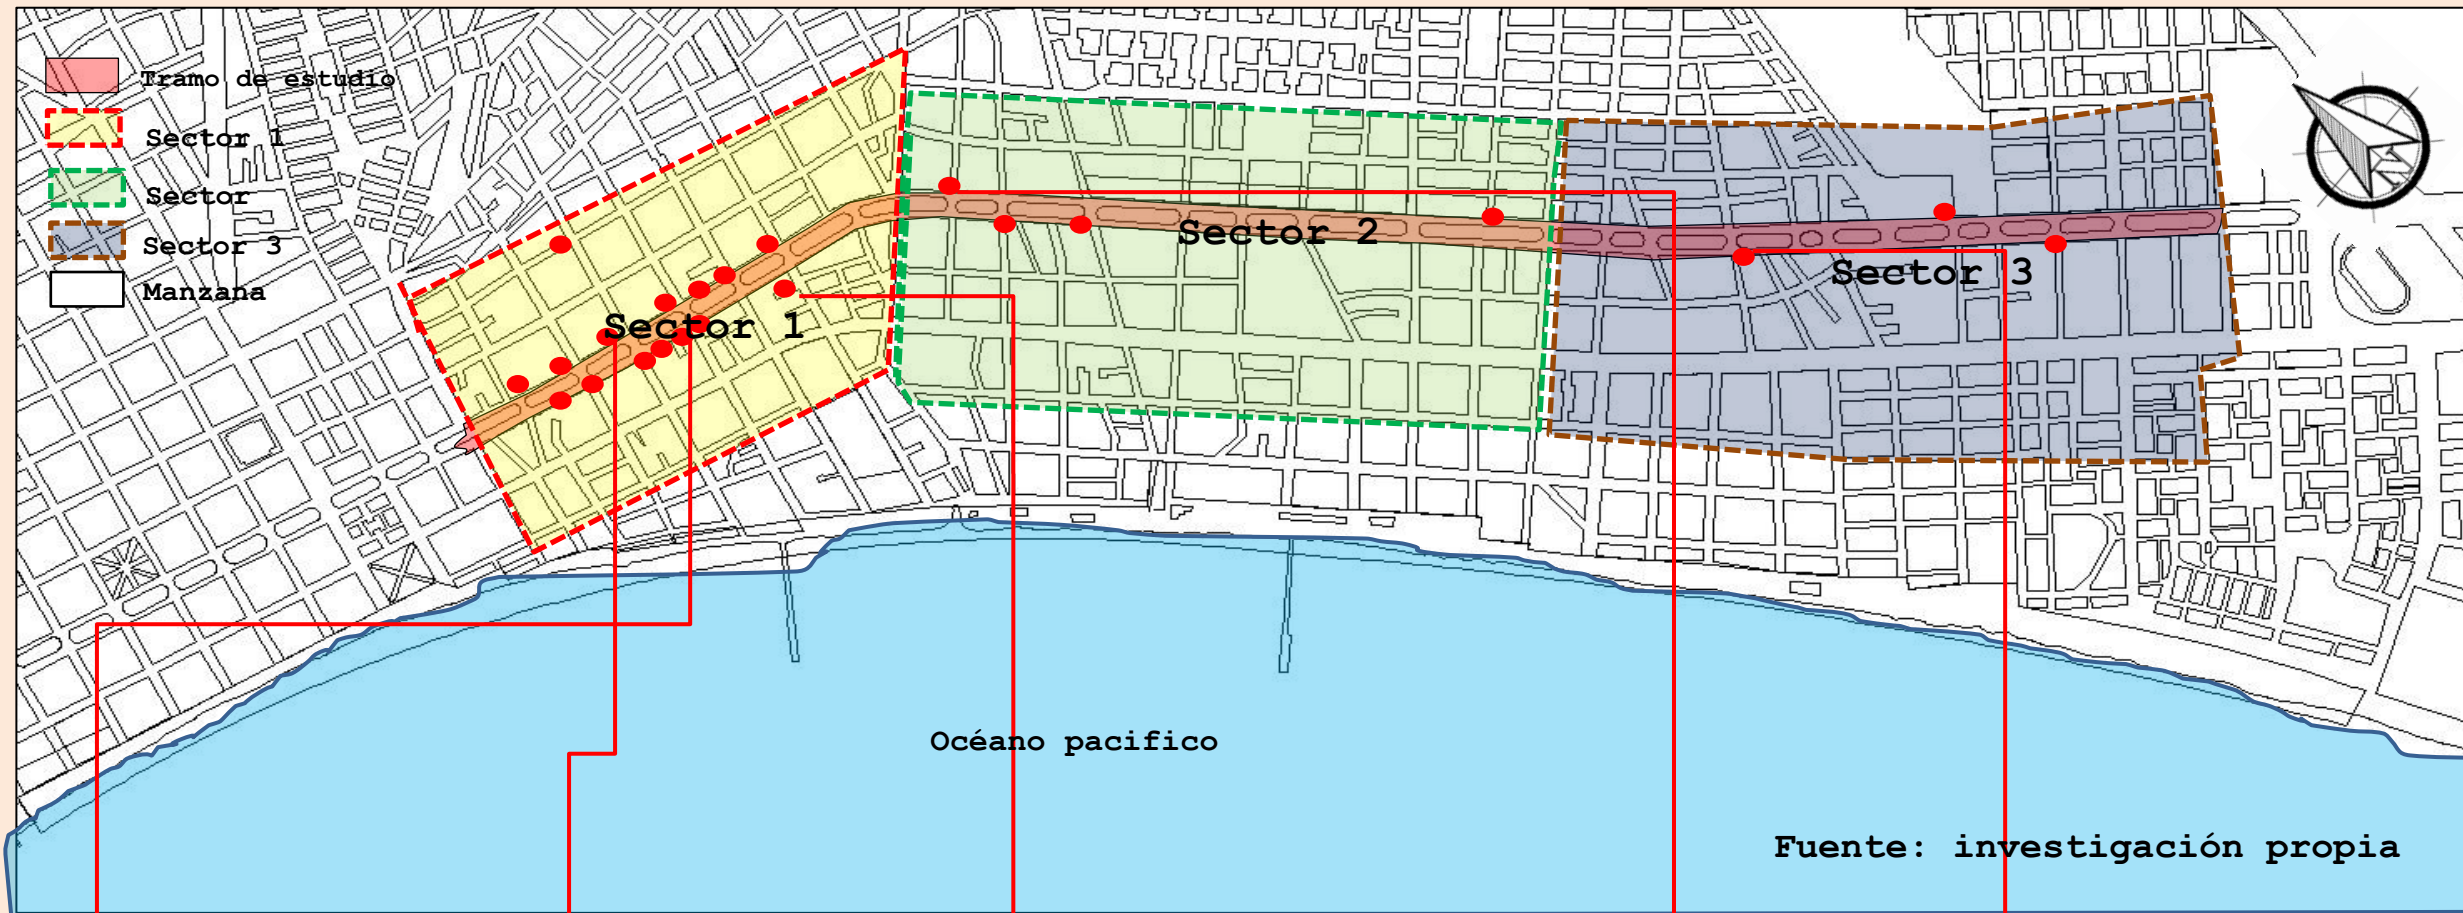 Tramo de estudio
Sector 1
Sector
Sector 3
Manzana
Sector 1
Sector 2
Sector 3
Océano pacifico
Fuente: investigación propia